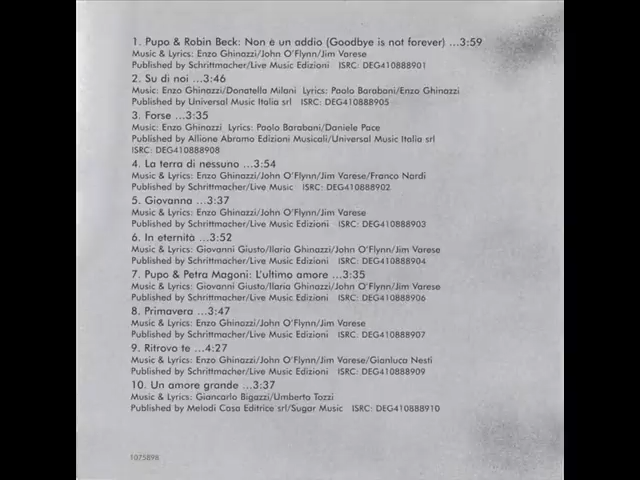 1. Pupo & Robin Beck: Non è un addio (Goodbye is not forever) ...3:59
Music & Lyrics: Enzo Ghinazzi/John O'Flynn/Jim Varese
Published by Schrittmacher/Live Music Edizioni ISRC: DEG410888901
2. Su di noi ...3:46
Music: Enzo Ghinazzi/Donatella Milani Lyrics: Paolo Barabani/Enzo Ghinazzi
Published by Universal Music Italia srl ISRC: DEG410888905
3. Forse ...3:35
Music: Enzo Ghinazzi Lyrics: Paolo Barabani/Daniele Pace
Published by Allione Abramo Edizioni Musicali/Universal Music Italia srl
ISRC: DEG410888908
4. La terra di nessuno ...3:54
Music & Lyrics: Enzo Ghinazzi/John O'Flynn/Jim Varese/Franco Nardi
Published by Schrittmacher/Live Music ISRC: DEG410888902
5. Giovanna ...3:37
Music & Lyrics: Enzo Ghinazzi/John O'Flynn/Jim Varese
Published by Schrittmacher/Live Music Edizioni ISRC: DEG410888903
6. In eternità ...3:52
Music & Lyrics: Giovanni Giusto/Ilario Ghinazzi/John O'Flynn/Jim Varese
Published by Schrittmacher/Live Music Edizioni ISRC: DEG410888904
7. Pupo & Petra Magoni: L'ultimo amore ...3:35
Music & Lyrics: Giovanni Giusto/Ilario Ghinazzi/John O'Flynn/Jim Varese
Published by Schrittmacher/Live Music Edizioni ISRC: DEG410888906
8. Primavera ...3:47
Music & Lyrics: Enzo Ghinazzi/John O'Flynn/Jim Varese
Published by Schrittmacher/Live Music Edizioni ISRC: DEG410888907
9. Ritrovo te ...4:27
Music & Lyrics: Enzo Ghinazzi/John O'Flynn/Jim Varese/Gianluca Nesti
Published by Schrittmacher/Live Music Edizioni ISRC: DEG410888909
10. Un amore grande ...3:37
Music & Lyrics: Giancarlo Bigazzi/Umberto Tozzi
Published by Melodi Casa Editrice srl/Sugar Music ISRC: DEG410888910
1075898